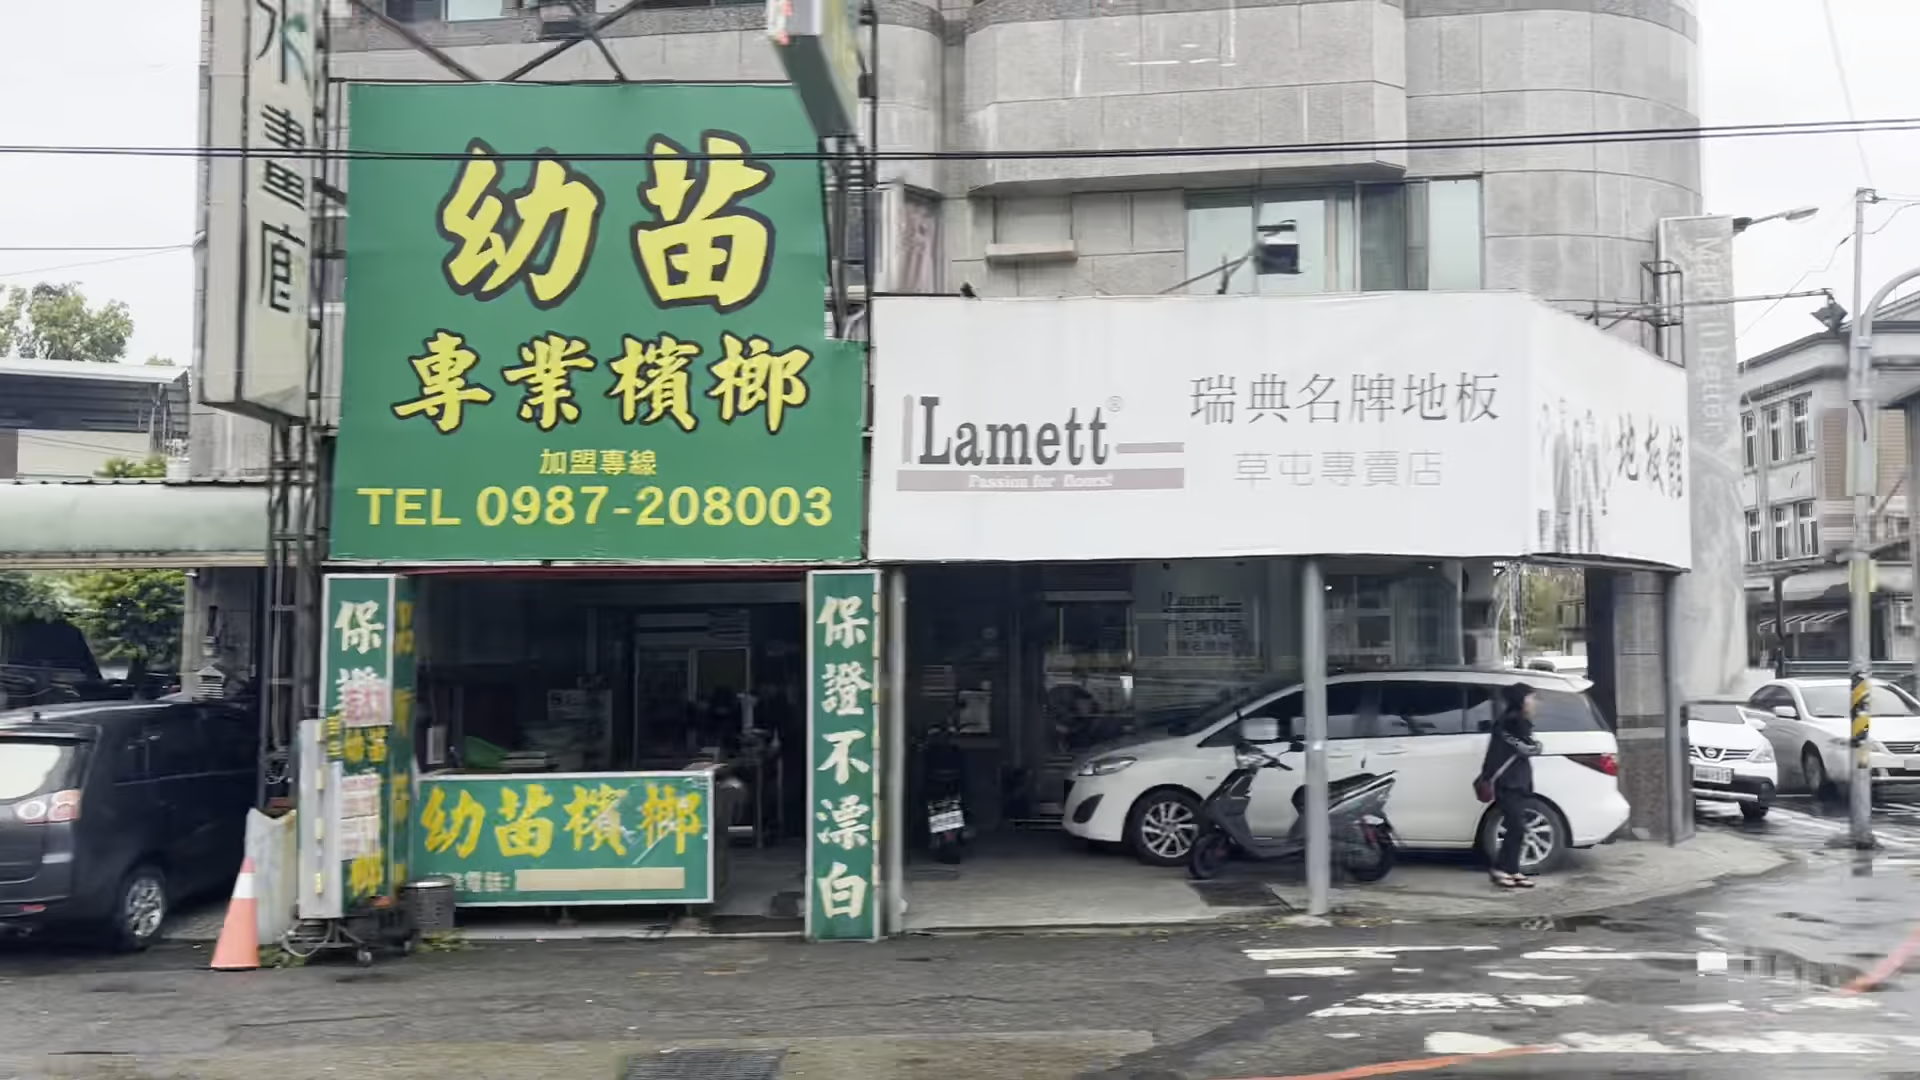 幼苗
專業檳榔
加盟專線
TEL 0987-208003
Lamett®
Passion for floors!
瑞典名牌地板
草屯專賣店
地板館
保證
保證不漂白
幼苗檳榔